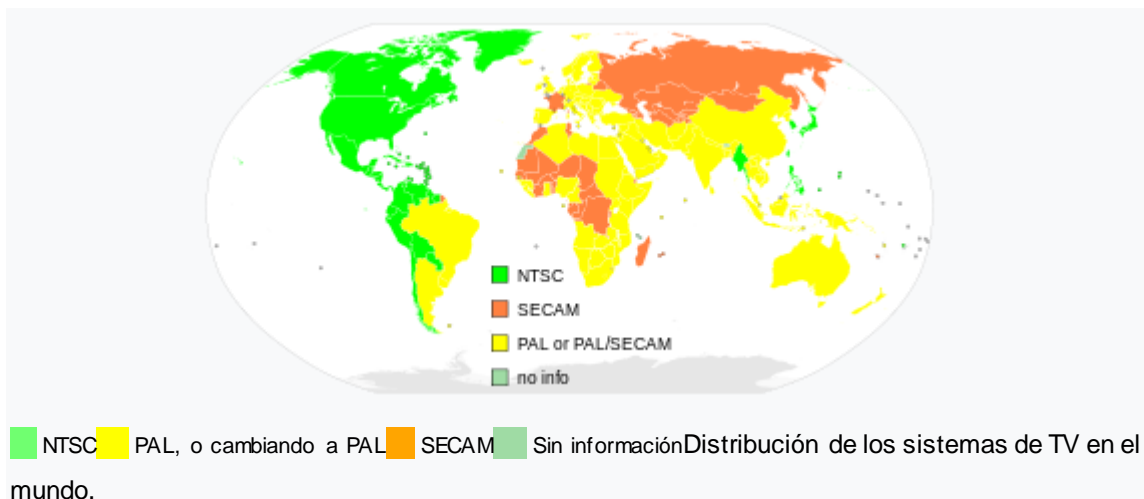 NTSC
SECAM
PAL or PAL/SECAM
no info
NTSC PAL, o cambiando a PAL SECAM Sin informaciónDistribución de los sistemas de TV en el
mundo.